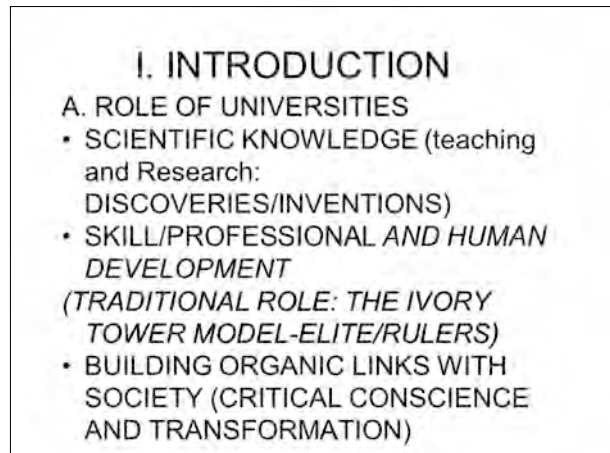 I. INTRODUCTION
A. ROLE OF UNIVERSITIES
• SCIENTIFIC KNOWLEDGE (teaching
and Research:
DISCOVERIES/INVENTIONS)
• SKILL/PROFESSIONAL AND HUMAN
DEVELOPMENT
(TRADITIONAL ROLE: THE IVORY
TOWER MODEL-ELITE/RULERS)
• BUILDING ORGANIC LINKS WITH
SOCIETY (CRITICAL CONSCIENCE
AND TRANSFORMATION)